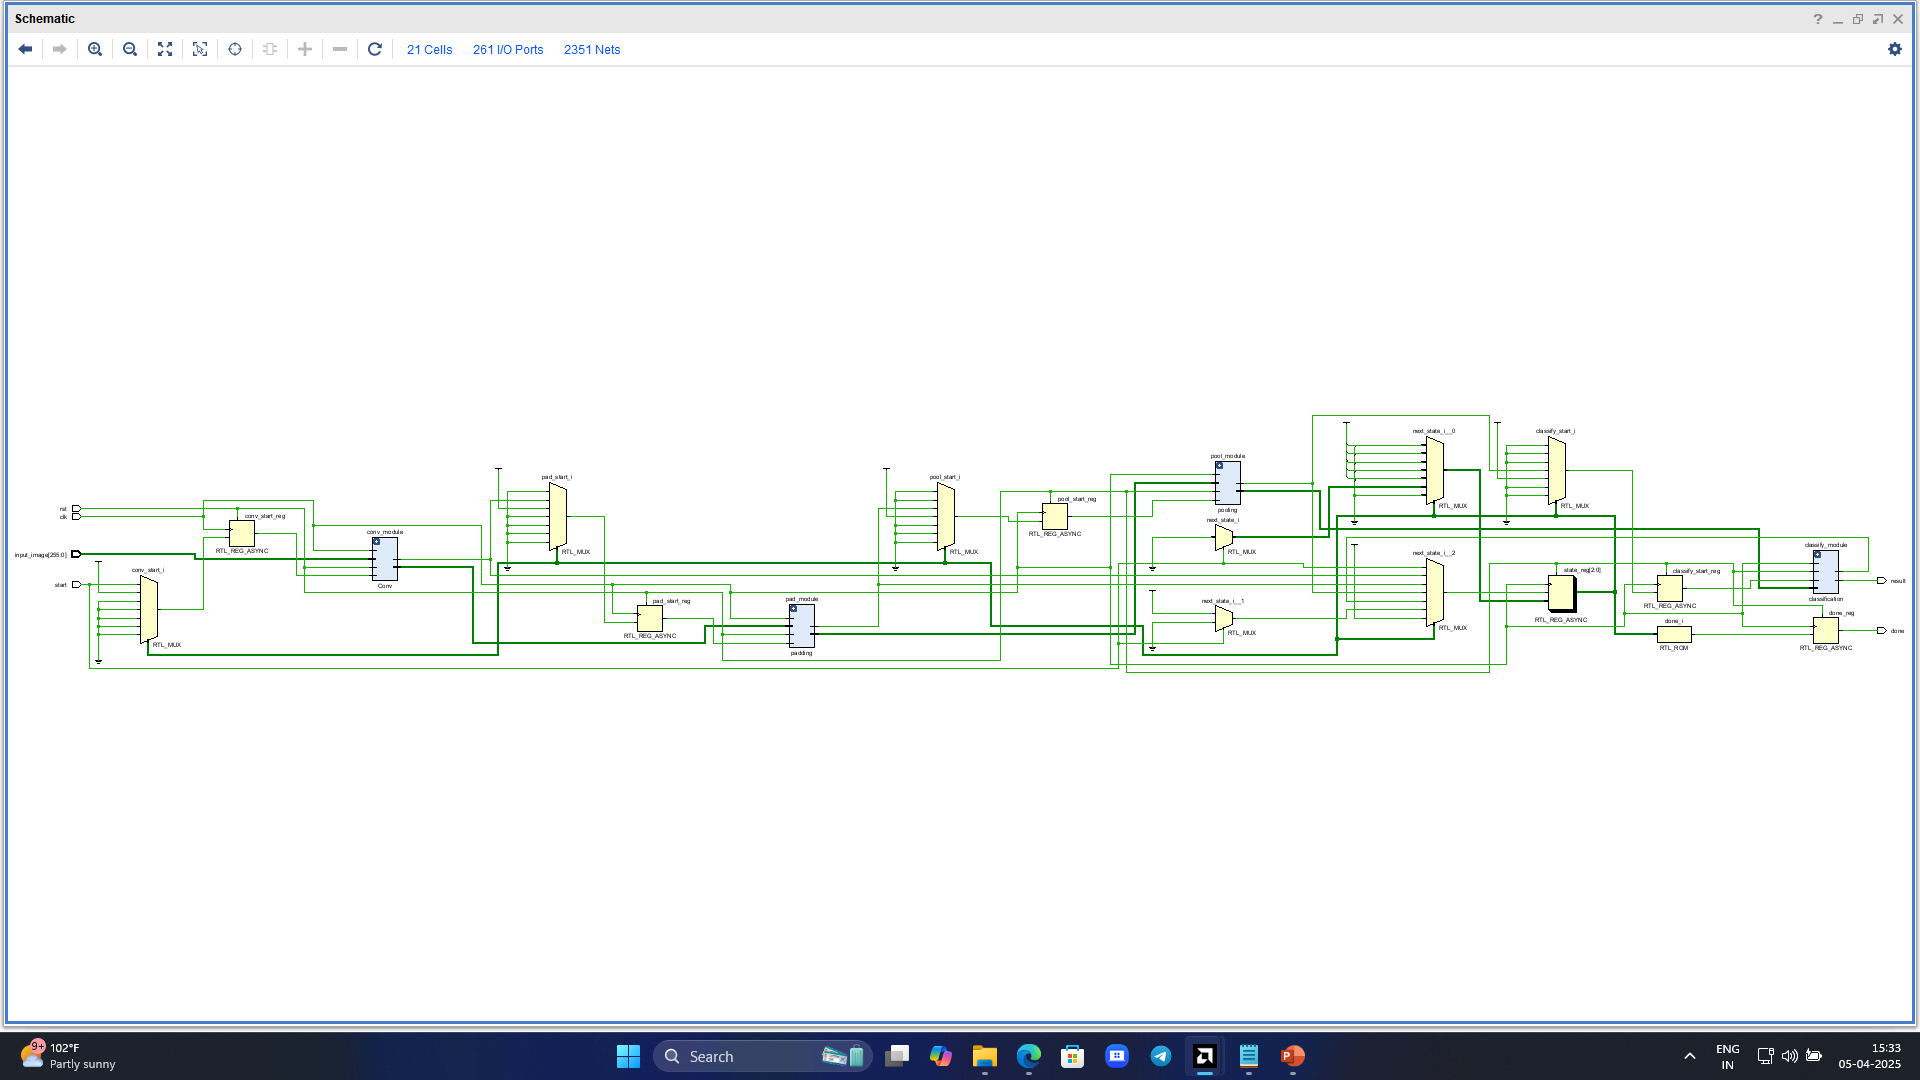 Schematic
21 Cells 261 I/O Ports 2351 Nets
next_state_i__0
classify_start_i
pool_module
pad_start_i
pool_start_i
pool_start_reg
RTL_MUX
RTL_MUX
rst
clk
conv_start_reg
pooling
next_state_i
conv_module
RTL_REG_ASYNC
RTL_REG_ASYNC
classify_module
input_image[255:0]
RTL_MUX
RTL_MUX
RTL_MUX
next_state_i__2
conv_start_i
state_reg[2:0]
classify_start_reg
start
Conv
result
pad_module
pad_start_reg
next_state_i__1
classification
RTL_REG_ASYNC
done_reg
RTL_REG_ASYNC
done_i
RTL_MUX
RTL_MUX
done
RTL_REG_ASYNC
RTL_MUX
padding
RTL_ROM
RTL_REG_ASYNC
9+
102°F
Partly sunny
Search
ENG
IN
15:33
05-04-2025